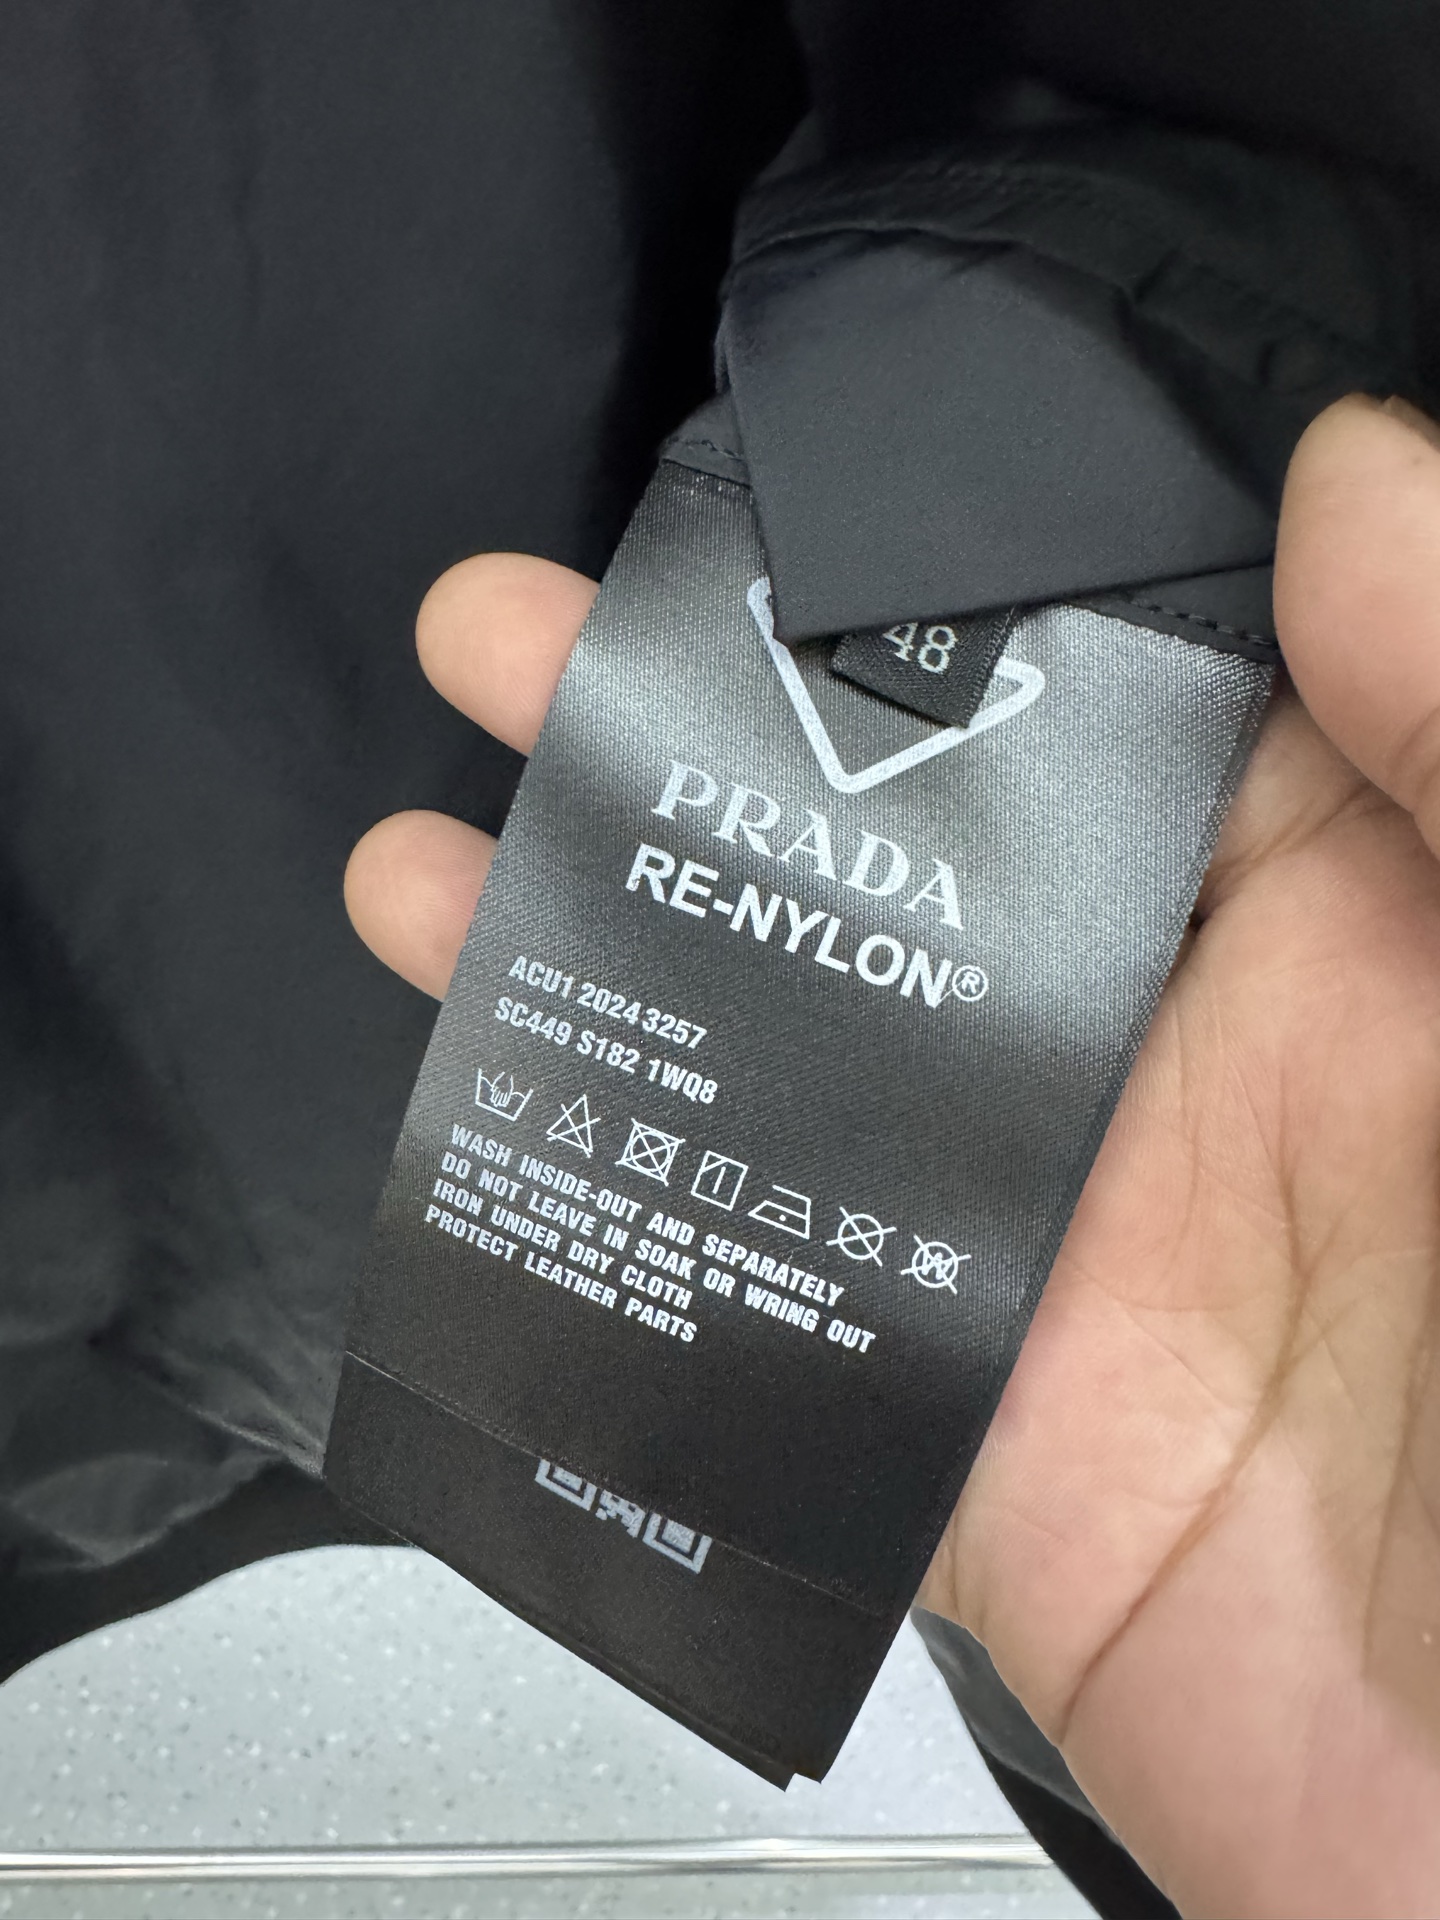 48
PRADA
RE-NYLON®
ACU1 2024 3257
SC449 S182 1WQ8
W
WASH INSIDE-OUT AND SEPARATELY
DO NOT LEAVE IN SOAK OR WRING OUT
IRON UNDER DRY CLOTH
PROTECT LEATHER PARTS